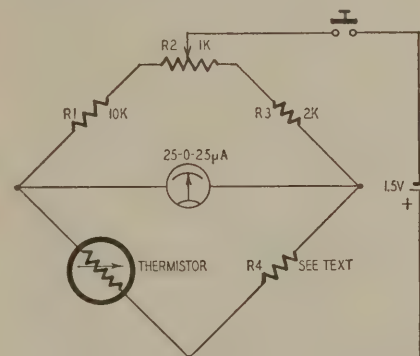 R2 1K
R1 10K
R3 2K
25-0-25µA
1.5V
+
THERMISTOR
R4 SEE TEXT